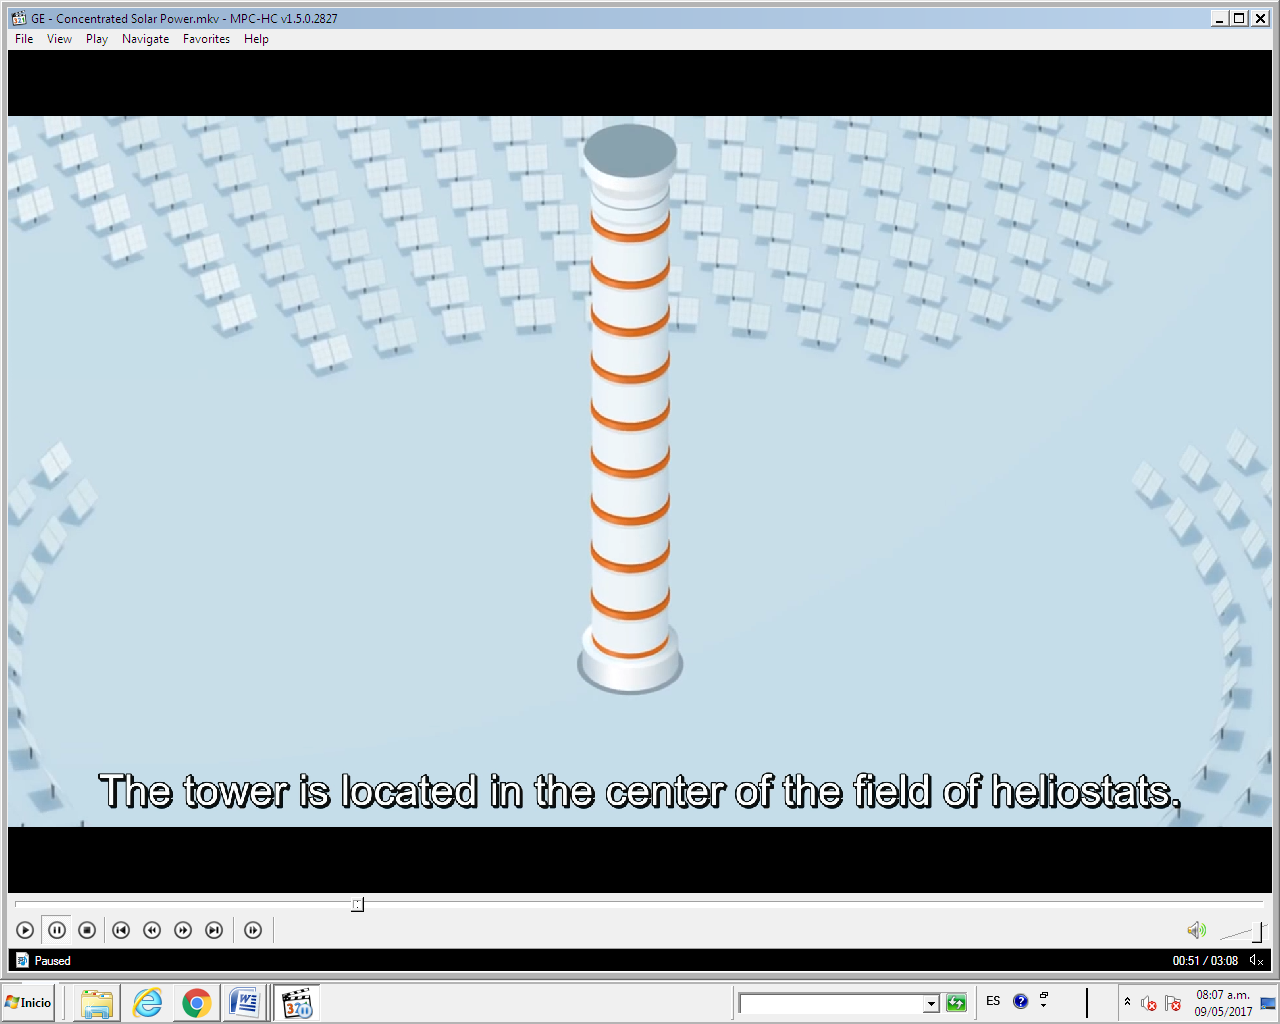 GE - Concentrated Solar Power.mkv - MPC-HC v1.5.0.2827
File View Play Navigate Favorites Help
The tower is located in the center of the field of heliostats.
Paused
00:51 / 03:08
Inicio
321
ES
08:07 a.m.
09/05/2017